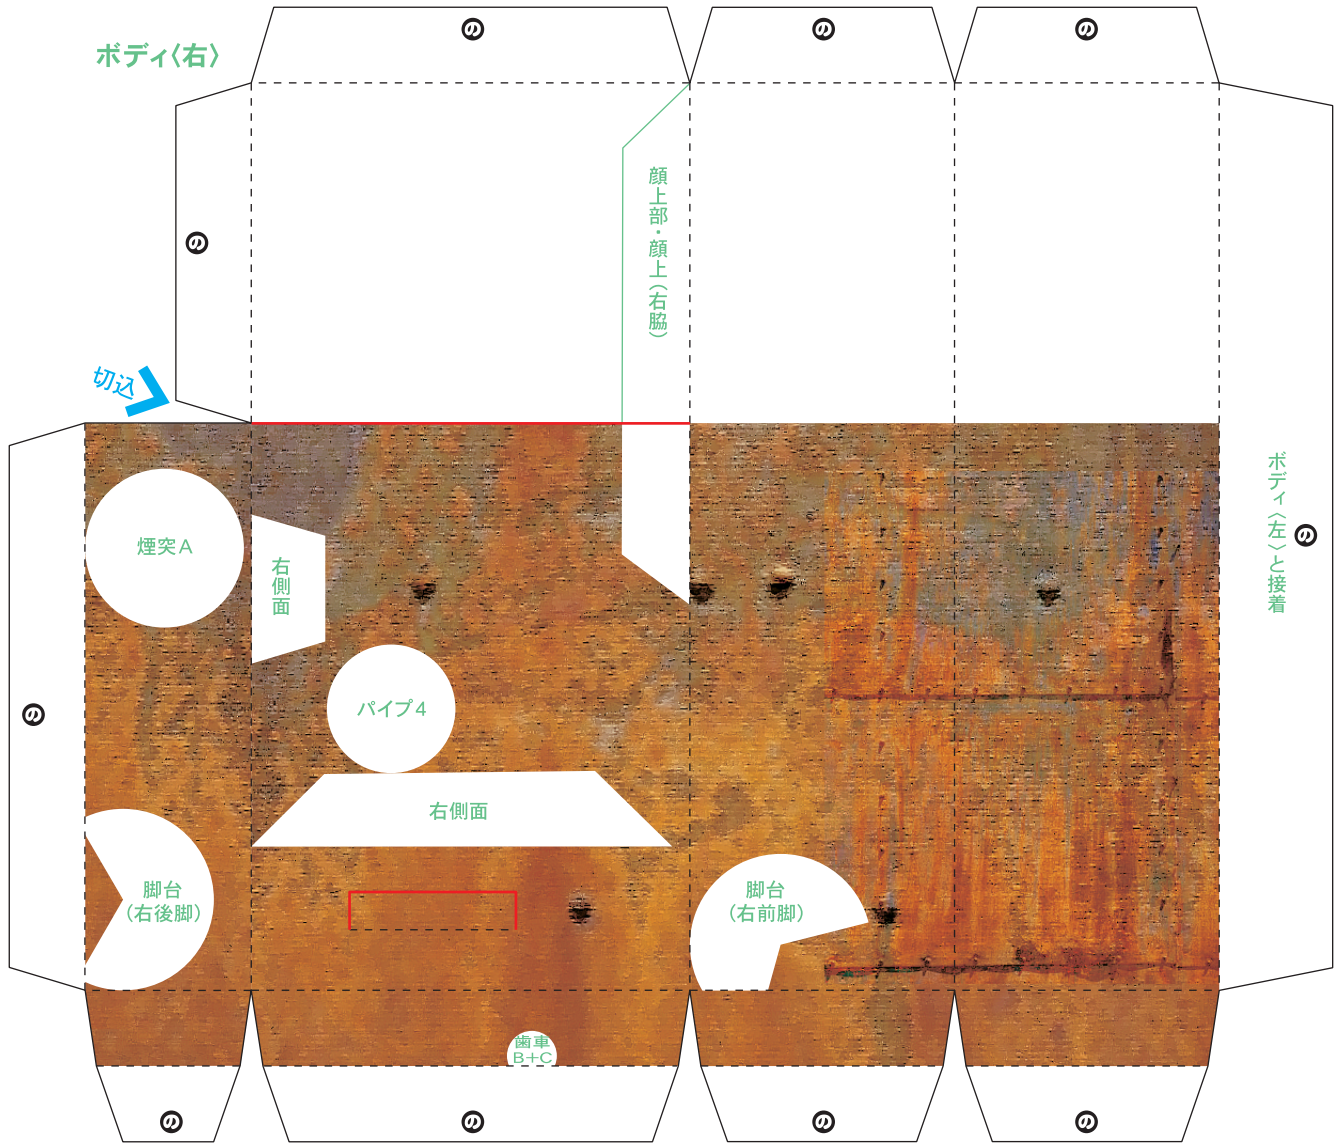 の
の
の
ボディ〈右〉
の
顔上部・顔上（右脇）
切込
ボディ〈左〉と接着
の
煙突A
右側面
パイプ4
の
右側面
脚台
（右後脚）
脚台
（右前脚）
歯車
B+C
の
の
の
の